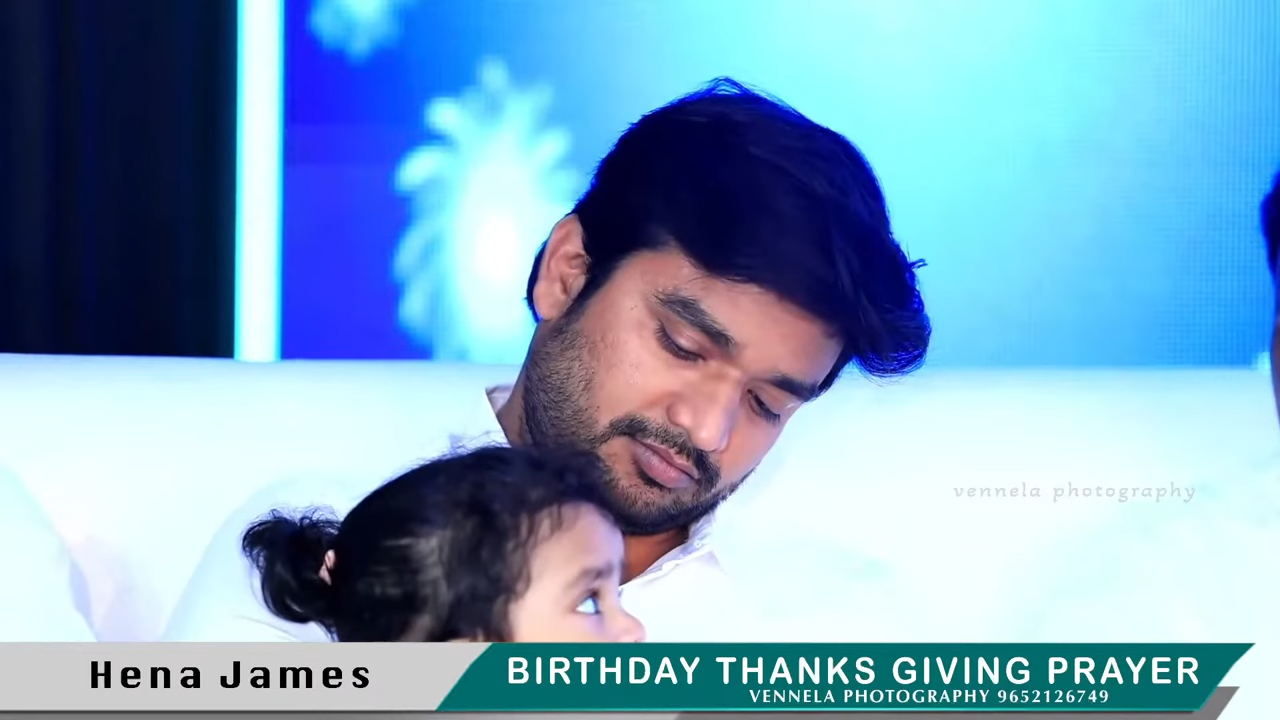 vennela photography
Hena James
BIRTHDAY THANKS GIVING PRAYER
VENNELA PHOTOGRAPHY 9652126749